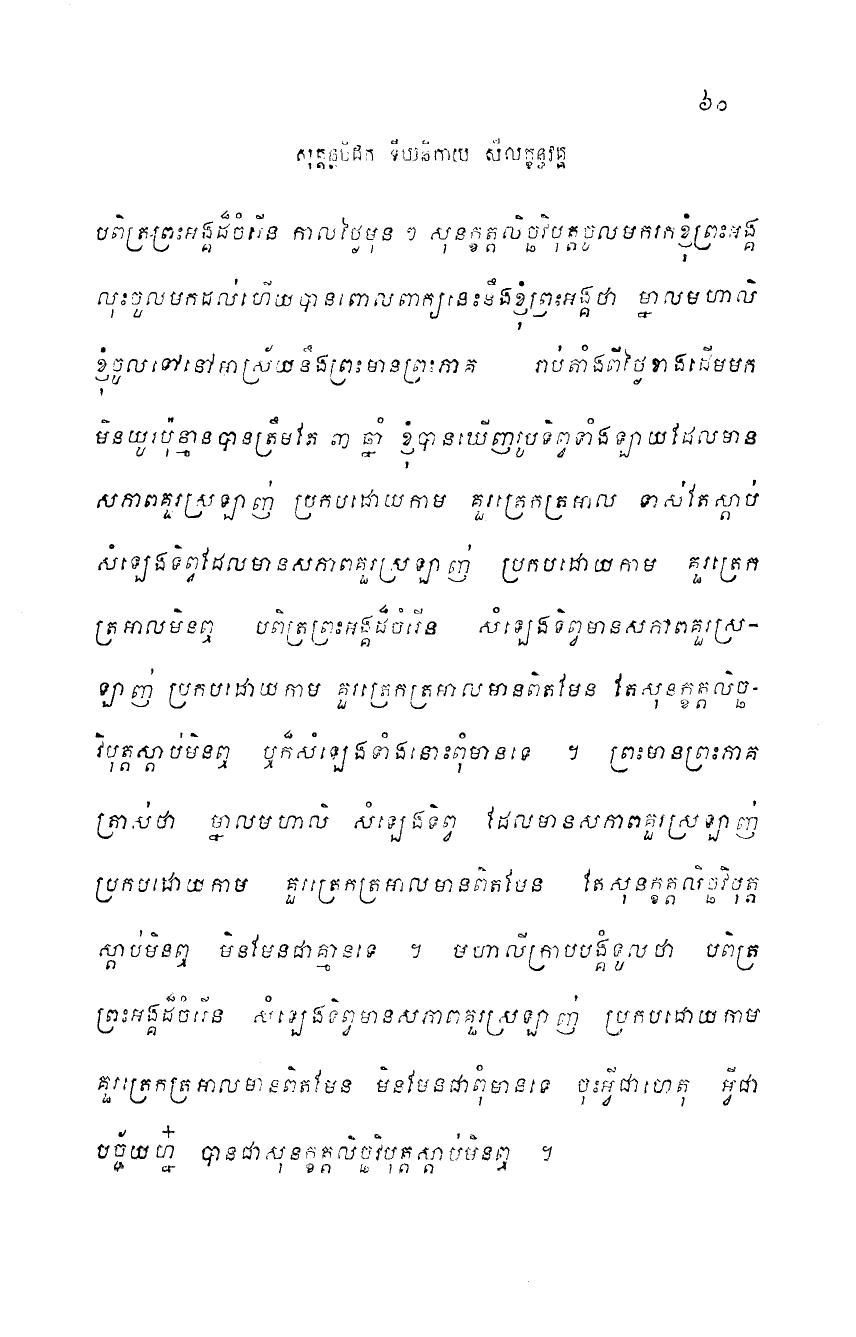 ៦០
សុត្តន្តបិដក ទីឃនិកាយ សីលក្ខន្ធវគ្គ
បពិត្រព្រះអង្គដ៏ចំរើន កាលថ្ងៃមុន ៗ សុនក្ខត្តលិច្ឆវិបុត្តចូលមករកខ្ញុំព្រះអង្គ
លុះចូលមកដល់ហើយបានពោលពាក្យនេះនឹងខ្ញុំព្រះអង្គថា ម្នាលមហាលិ
ខ្ញុំចូលទៅនៅអាស្រ័យនឹងព្រះមានព្រះភាគ រាប់តាំងពីថ្ងៃខាងដើមមក
មិនយូរប៉ុន្មានបានត្រឹមតែ ៣ ឆ្នាំ ខ្ញុំបានឃើញរូបទិព្វទាំងឡាយដែលមាន
សភាពគួរស្រឡាញ់ ប្រកបដោយកាម គួរត្រេកត្រអាល ទាស់តែស្តាប់
សំឡេងទិព្វដែលមានសភាពគួរស្រឡាញ់ ប្រកបដោយកាម គួរត្រេក
ត្រអាលមិនឮ បពិត្រព្រះអង្គដ៏ចំរើន សំឡេងទិព្វមានសភាពគួរស្រ-
ឡាញ់ ប្រកបដោយកាម គួរត្រេកត្រអាលមានពិតមែន តែសុនក្ខត្តលិច្ឆ-
វិបុត្តស្តាប់មិនឮ ឬក៏សំឡេងទាំងនោះពុំមានទេ ។ ព្រះមានព្រះភាគ
ត្រាស់ថា ម្នាលមហាលិ សំឡេងទិព្វ ដែលមានសភាពគួរស្រឡាញ់
ប្រកបដោយកាម គួរត្រេកត្រអាលមានពិតមែន តែសុនក្ខត្តលិច្ឆវិបុត្ត
ស្តាប់មិនឮ មិនមែនជាគ្មានទេ ។ មហាលីក្រាបបង្គំទូលថា បពិត្រ
ព្រះអង្គដ៏ចំរើន សំឡេងទិព្វមានសភាពគួរស្រឡាញ់ ប្រកបដោយកាម
គួរត្រេកត្រអាលមានពិតមែន មិនមែនជាពុំមានទេ ចុះអ្វីជាហេតុ អ្វីជា
បច្ច័យហ្ន៎ បានជាសុនក្ខត្តលិច្ឆវិបុត្តស្តាប់មិនឮ ។